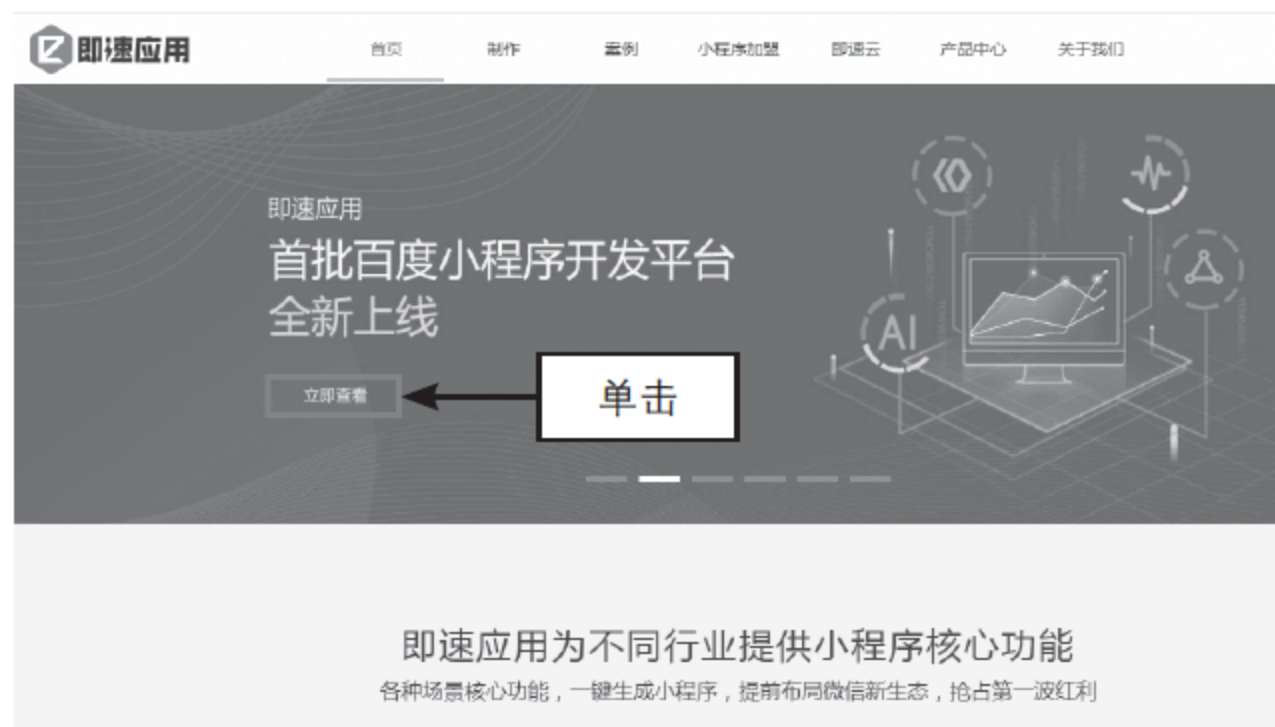 即速应用
首页 制作 案例 小程序加盟 即速云 产品中心 关于我们
即速应用
首批百度小程序开发平台
全新上线
AI
立即查看
单击
即速应用为不同行业提供小程序核心功能
各种场景核心功能，一键生成小程序，提前布局微信新生态，抢占第一波红利